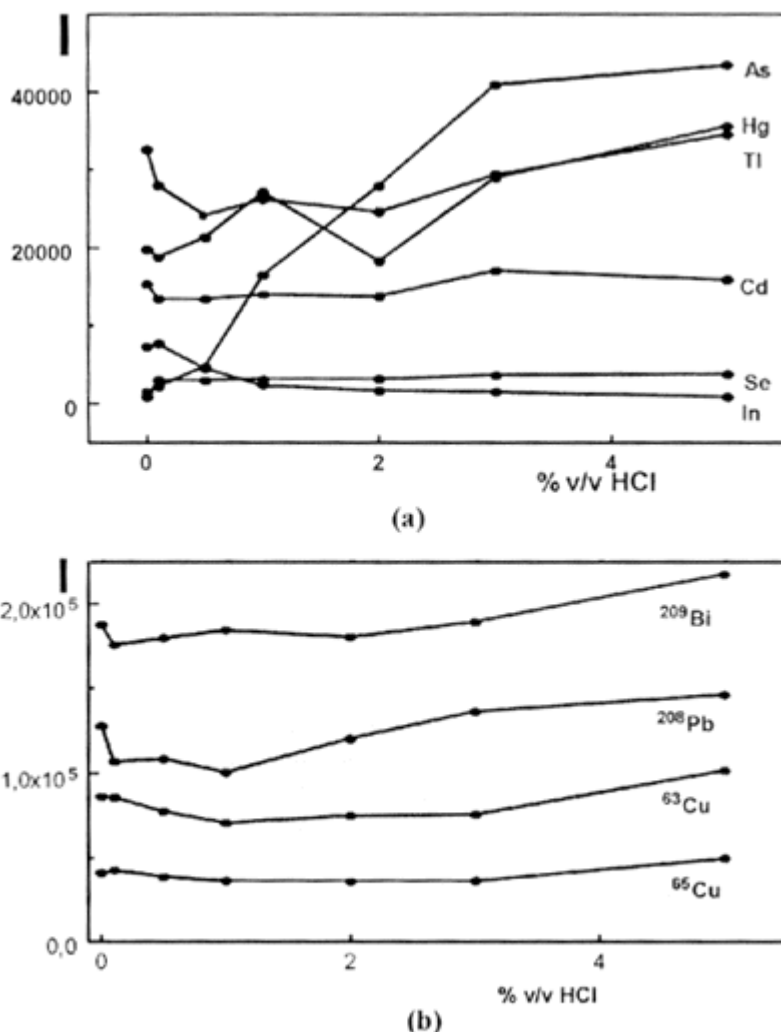 I
40000
20000
0
As
Hg
Tl
Cd
Se
In
0 2 4
% v/v HCl
(a)
I
2,0x10⁵
1,0x10⁵
0,0
²⁰⁹Bi
²⁰⁸Pb
⁶³Cu
⁶⁵Cu
0 2 4
% v/v HCl
(b)